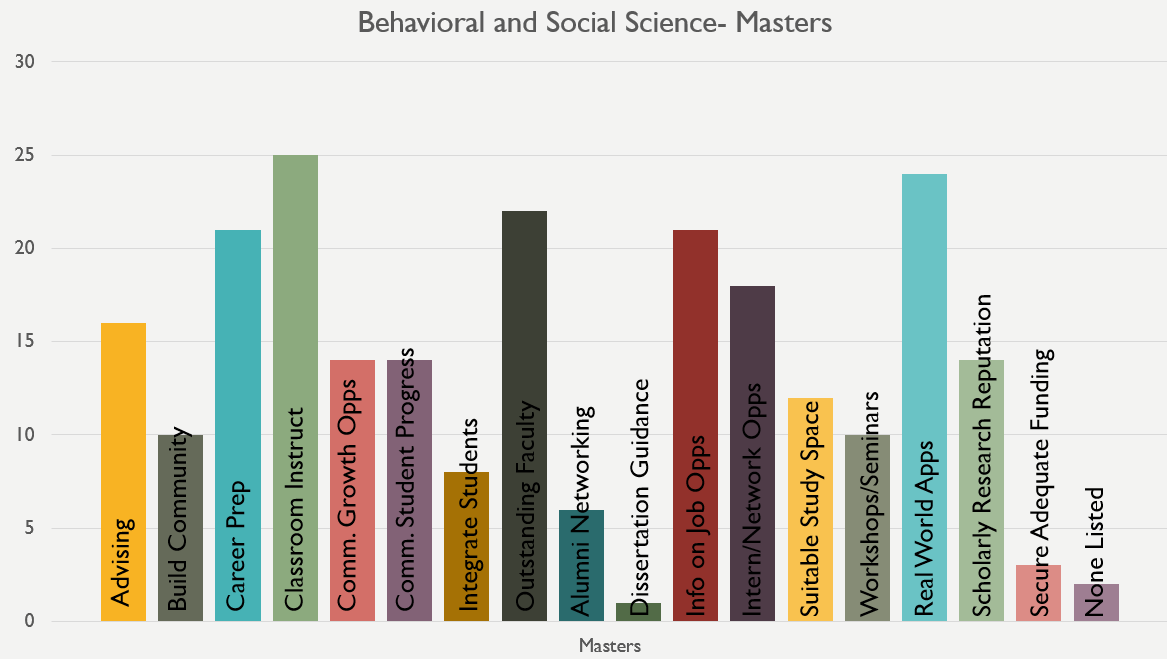 Behavioral and Social Science- Masters
30
25
20
15
10
5
0
Advising
Build Community
Career Prep
Classroom Instruct
Comm. Growth Opps
Comm. Student Progress
Integrate Students
Outstanding Faculty
Alumni Networking
Dissertation Guidance
Info on Job Opps
Intern/Network Opps
Suitable Study Space
Workshops/Seminars
Real World Apps
Scholarly Research Reputation
Secure Adequate Funding
None Listed
Masters